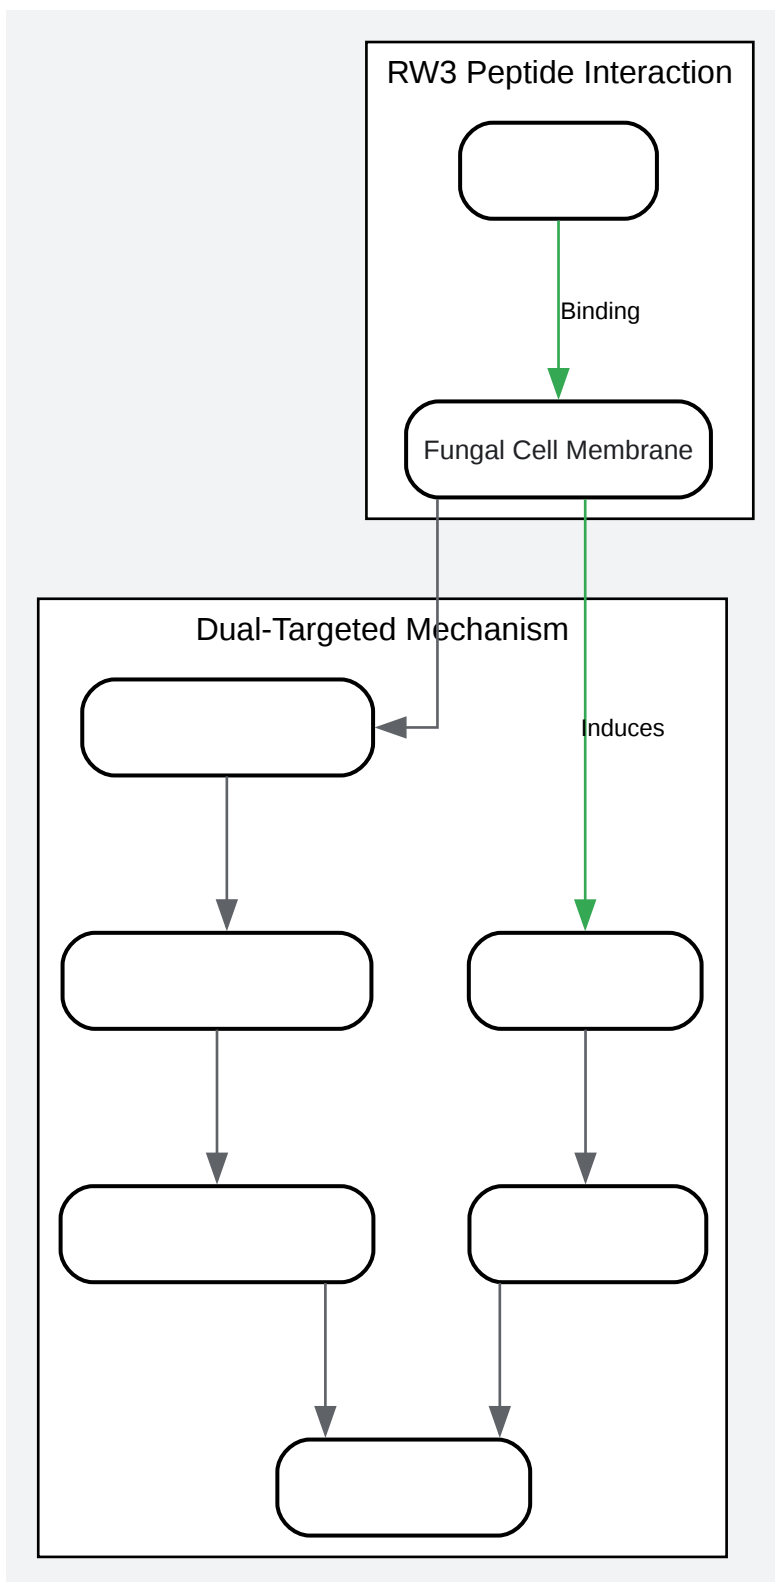 RW3 Peptide Interaction
Binding
Fungal Cell Membrane
Dual-Targeted Mechanism
Induces